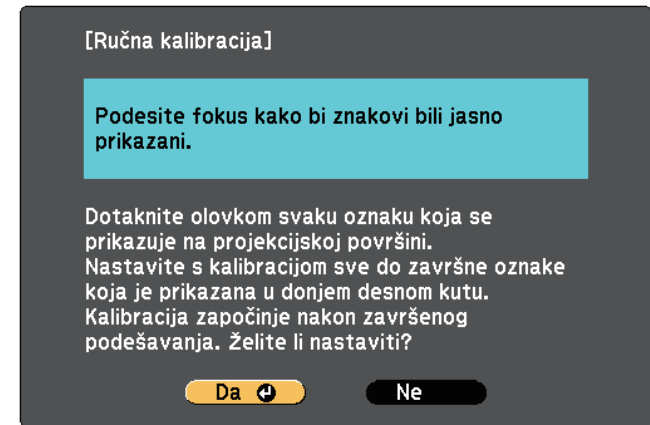 [Ručna kalibracija]
Podesite fokus kako bi znakovi bili jasno
prikazani.
Dotaknite olovkom svaku oznaku koja se
prikazuje na projekcijskoj površini.
Nastavite s kalibracijom sve do završne oznake
koja je prikazana u donjem desnom kutu.
Kalibracija započinje nakon završenog
podešavanja. Želite li nastaviti?
Da
Ne